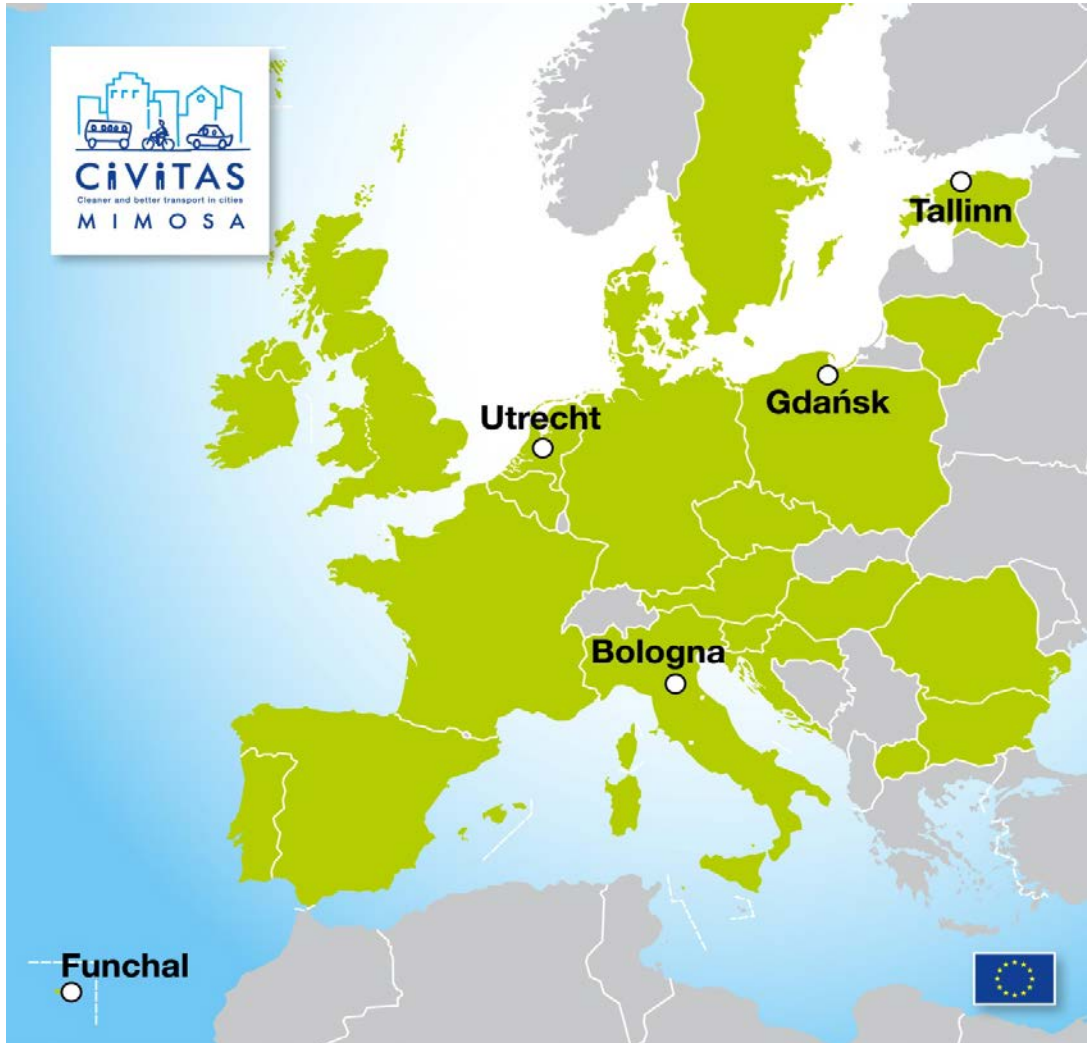 CiViTAS
Cleaner and better transport in cities
MIMOSA
Tallinn
Gdańsk
Utrecht
Bologna
Funchal